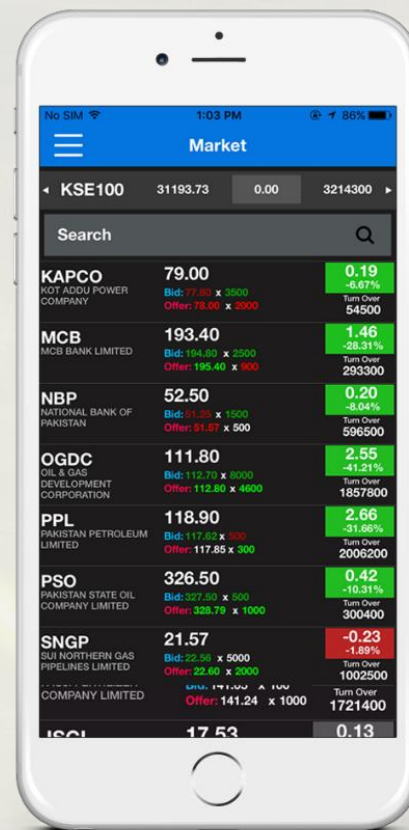 No SIM 1:03 PM 86%
Market
KSE100 31193.73 0.00 3214300
Search
KAPCO 79.00 0.19
KOT ADDU POWER COMPANY Bid: 77.80 x 3500 -6.67%
Offer: 78.00 x 2900 Turn Over
54500
MCB 193.40 1.46
MCB BANK LIMITED Bid: 194.80 x 2500 -28.31%
Offer: 195.40 x 900 Turn Over
293300
NBP 52.50 0.20
NATIONAL BANK OF PAKISTAN Bid: 51.25 x 1500 -8.04%
Offer: 51.57 x 500 Turn Over
596500
OGDC 111.80 2.55
OIL & GAS DEVELOPMENT CORPORATION Bid: 112.70 x 8000 -41.21%
Offer: 112.80 x 4600 Turn Over
1857800
PPL 118.90 2.66
PAKISTAN PETROLEUM LIMITED Bid: 117.62 x 500 -31.66%
Offer: 117.85 x 300 Turn Over
2006200
PSO 326.50 0.42
PAKISTAN STATE OIL COMPANY LIMITED Bid: 327.50 x 500 -10.31%
Offer: 328.79 x 1000 Turn Over
300400
SNGP 21.57 -0.23
SUI NORTHERN GAS PIPELINES LIMITED Bid: 22.56 x 5000 -1.89%
Offer: 22.60 x 2000 Turn Over
1002500
COMPANY LIMITED Offer: 141.24 x 1000 Turn Over
1721400
17.53 0.13